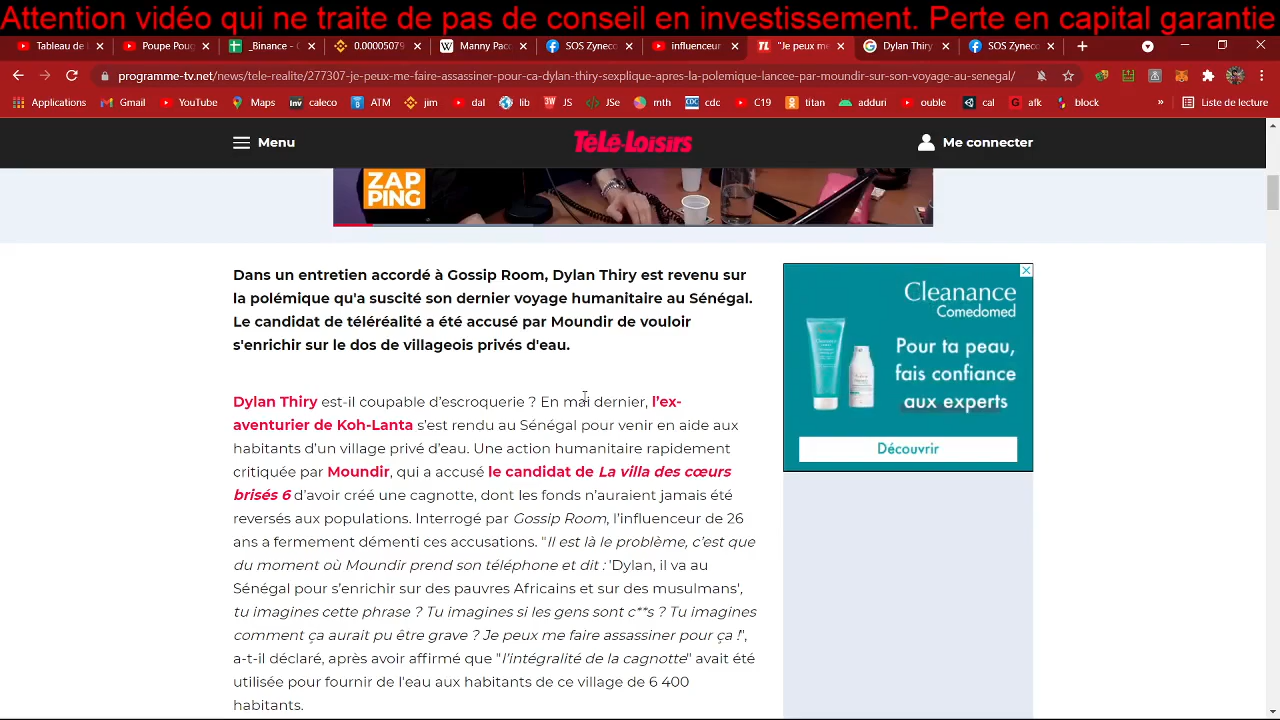 Attention vidéo qui ne traite de pas de conseil en investissement. Perte en capital garantie
Tableau de l
Poupe Pouq
_Binance - G
0.00005079
Manny Pac
SOS Zyneco
influenceur
"Je peux me
Dylan Thiry
SOS Zyneco
programme-tv.net/news/tele-realite/277307-je-peux-me-faire-assassiner-pour-ca-dylan-thiry-sexplique-apres-la-polemique-lancee-par-moundir-sur-son-voyage-au-senegal/
Applications
Gmail
YouTube
Maps
caleco
ATM
jim
dal
lib
JS
JSe
mth
cdc
C19
titan
adduri
ouble
cal
afk
block
»
Liste de lecture
Menu
TéLé-Loisirs
Me connecter
ZAP
PING
Dans un entretien accordé à Gossip Room, Dylan Thiry est revenu sur
la polémique qu'a suscité son dernier voyage humanitaire au Sénégal.
Le candidat de téléréalité a été accusé par Moundir de vouloir
s'enrichir sur le dos de villageois privés d'eau.
Dylan Thiry est-il coupable d’escroquerie ? En mai dernier, l’ex-
aventurier de Koh-Lanta s’est rendu au Sénégal pour venir en aide aux
habitants d’un village privé d’eau. Une action humanitaire rapidement
critiquée par Moundir, qui a accusé le candidat de La villa des cœurs
brisés 6 d’avoir créé une cagnotte, dont les fonds n’auraient jamais été
reversés aux populations. Interrogé par Gossip Room, l’influenceur de 26
ans a fermement démenti ces accusations. "Il est là le problème, c’est que
du moment où Moundir prend son téléphone et dit : 'Dylan, il va au
Sénégal pour s’enrichir sur des pauvres Africains et sur des musulmans',
tu imagines cette phrase ? Tu imagines si les gens sont c**s ? Tu imagines
comment ça aurait pu être grave ? Je peux me faire assassiner pour ça !",
a-t-il déclaré, après avoir affirmé que "l’intégralité de la cagnotte" avait été
utilisée pour fournir de l'eau aux habitants de ce village de 6 400
habitants.
Cleanance
Comedomed
Pour ta peau,
fais confiance
aux experts
Découvrir